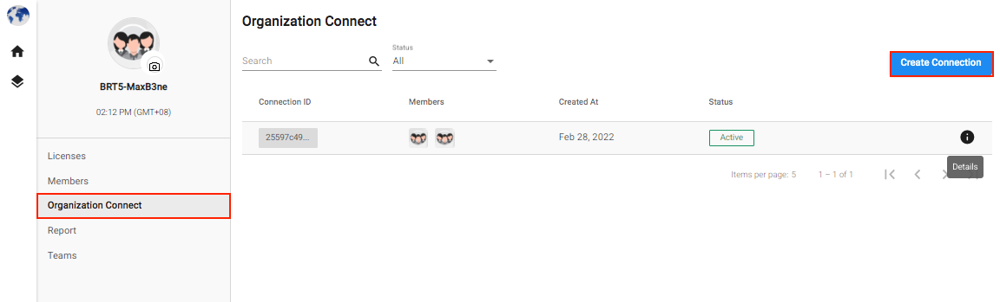 BRT5-MaxB3ne
02:12 PM (GMT+08)
Licenses
Members
Organization Connect
Report
Teams
Organization Connect
Search
Status
All
Create Connection
Connection ID Members Created At Status
25597c49... Feb 28, 2022 Active
Details
Items per page: 5 1 – 1 of 1